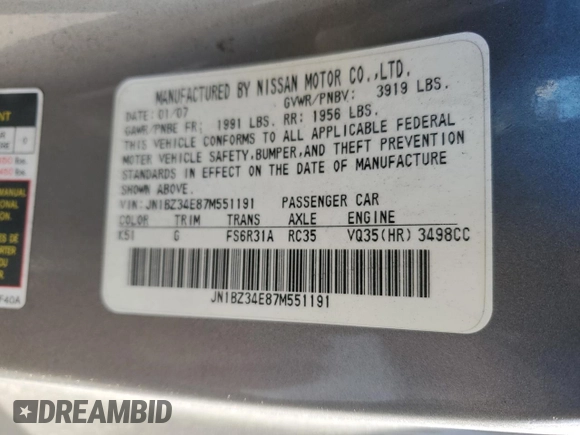 MANUFACTURED BY NISSAN MOTOR CO.,LTD.
DATE: 01/07 GVWR/PNBV: 3919 LBS.
GAWR/PNBE FR: 1991 LBS. RR: 1956 LBS.
THIS VEHICLE CONFORMS TO ALL APPLICABLE FEDERAL
MOTOR VEHICLE SAFETY,BUMPER,AND THEFT PREVENTION
STANDARDS IN EFFECT ON THE DATE OF MANUFACTURE
SHOWN ABOVE.
VIN: JN1BZ34E87M551191 PASSENGER CAR
COLOR TRIM TRANS AXLE ENGINE
K51 G FS6R31A RC35 VQ35(HR) 3498CC
JN1BZ34E87M551191
MANUAL
F40A
DREAMBID